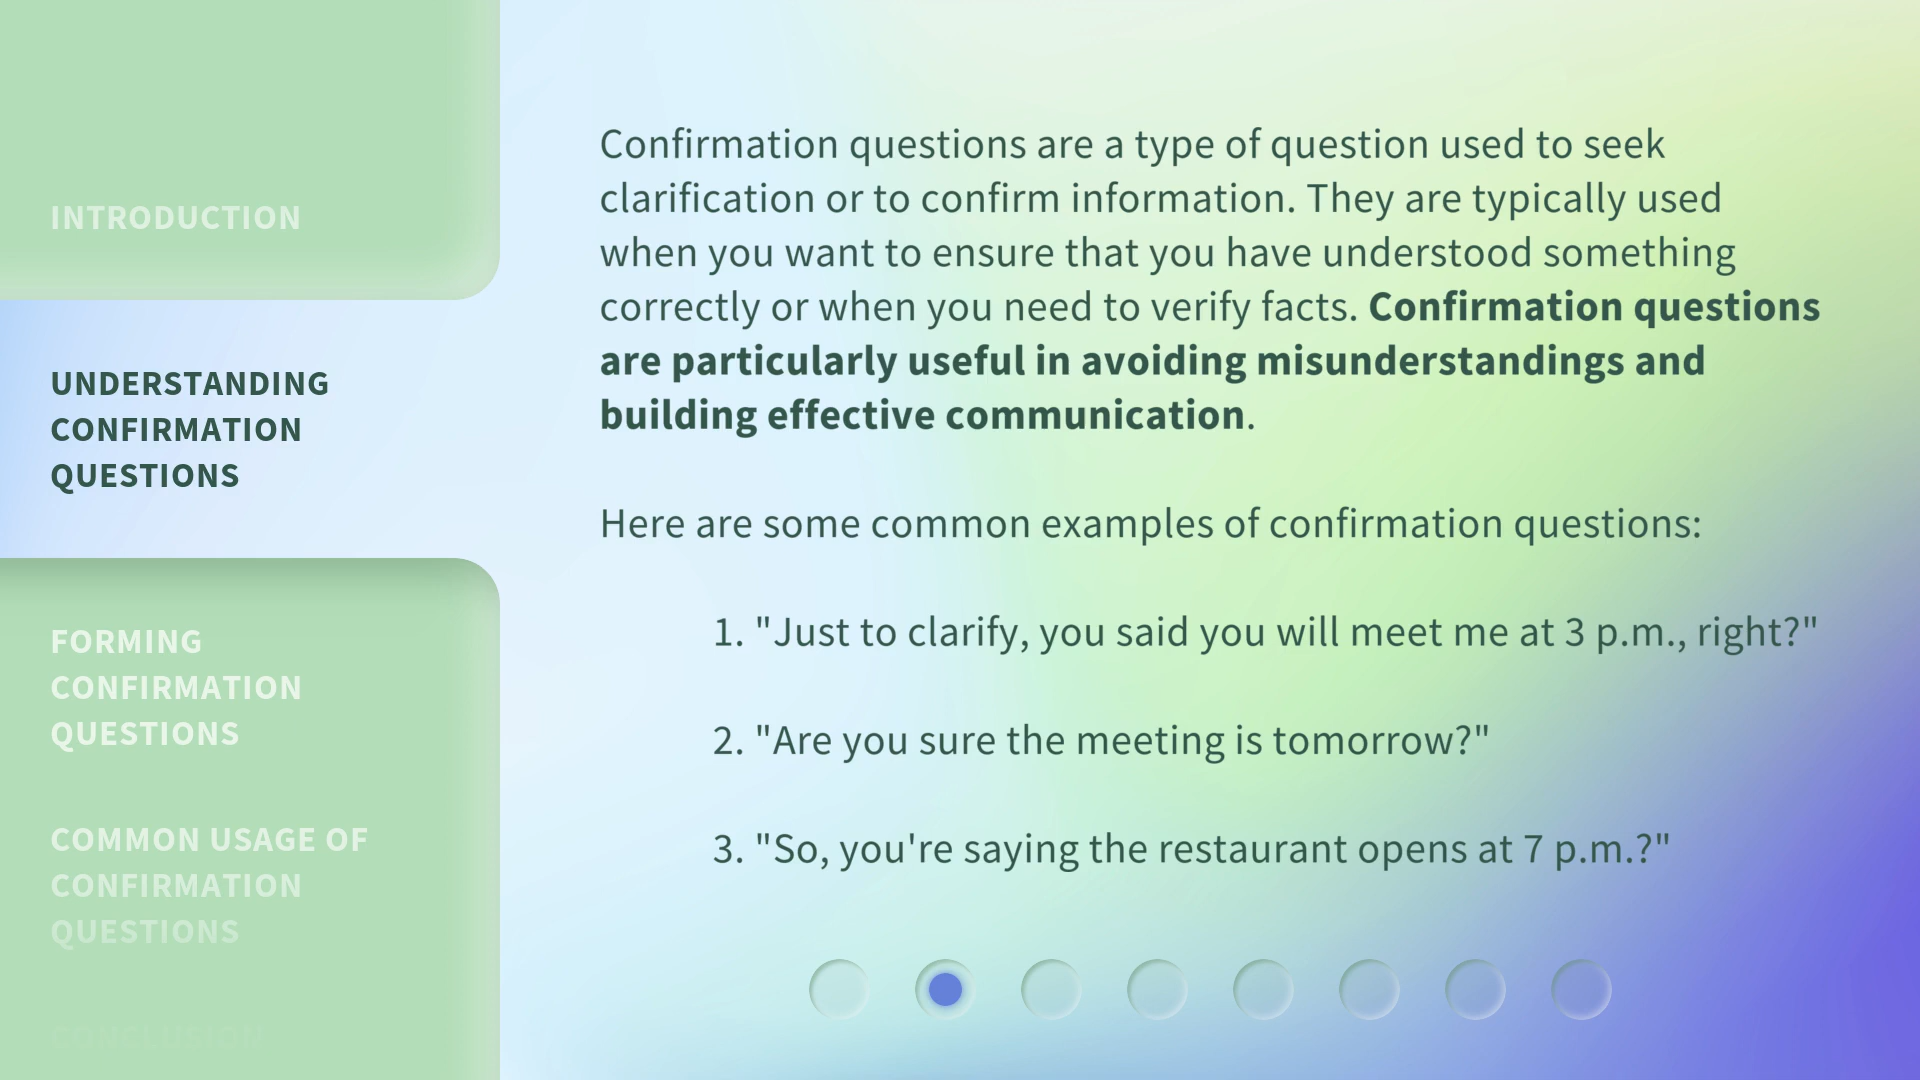 INTRODUCTION
UNDERSTANDING
CONFIRMATION
QUESTIONS
FORMING
CONFIRMATION
QUESTIONS
COMMON USAGE OF
CONFIRMATION
QUESTIONS
CONCLUSION
Confirmation questions are a type of question used to seek
clarification or to confirm information. They are typically used
when you want to ensure that you have understood something
correctly or when you need to verify facts. Confirmation questions
are particularly useful in avoiding misunderstandings and
building effective communication.
Here are some common examples of confirmation questions:
1. "Just to clarify, you said you will meet me at 3 p.m., right?"
2. "Are you sure the meeting is tomorrow?"
3. "So, you're saying the restaurant opens at 7 p.m.?"